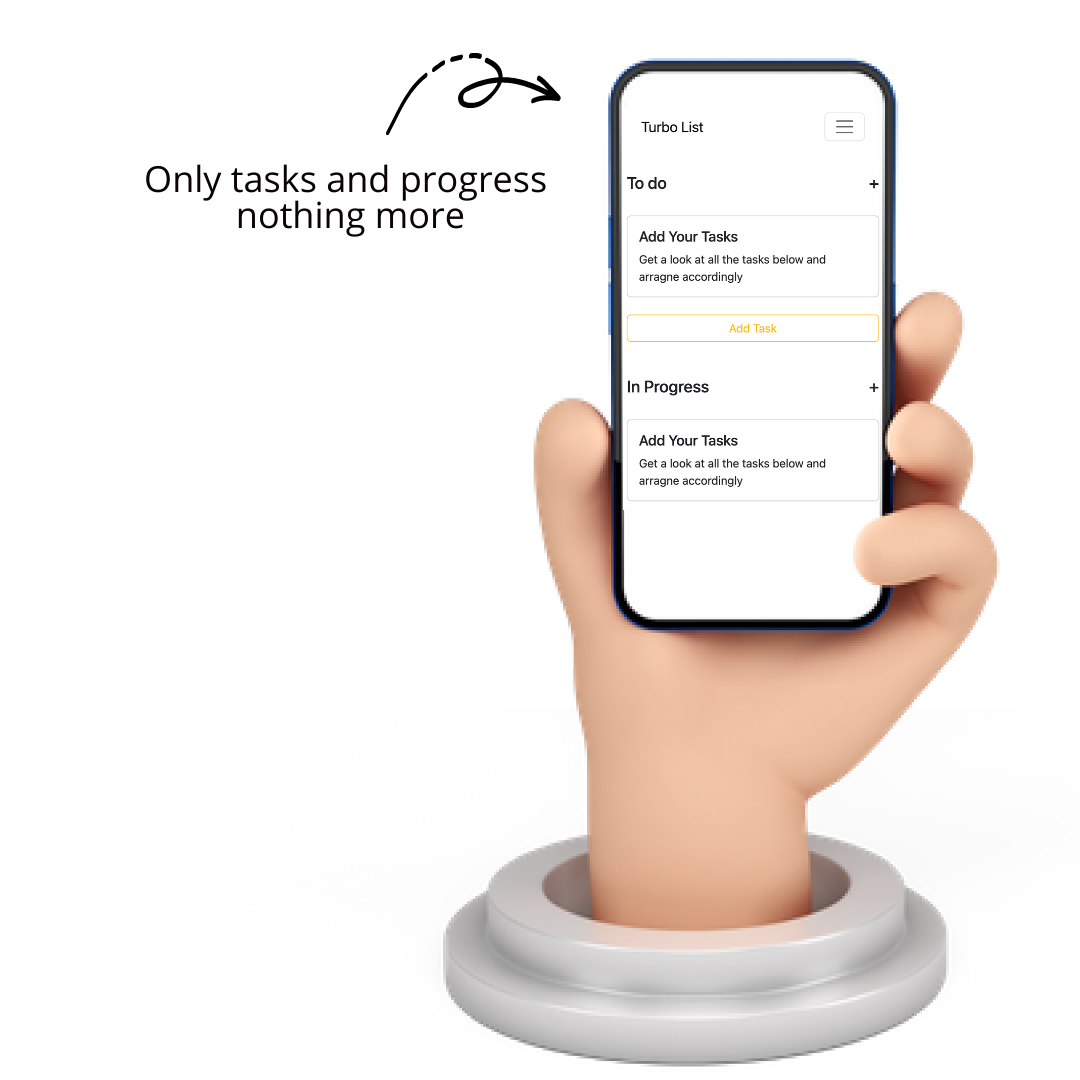 Only tasks and progress
nothing more
Turbo List
To do +
Add Your Tasks
Get a look at all the tasks below and
arragne accordingly
Add Task
In Progress +
Add Your Tasks
Get a look at all the tasks below and
arragne accordingly